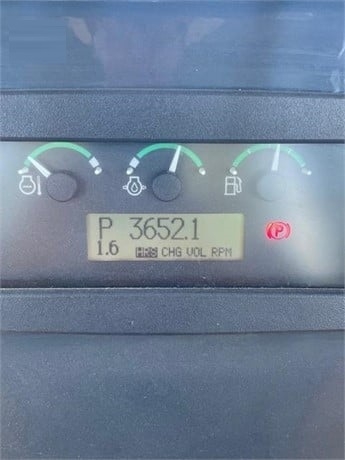 P 3652.1
1.6 HRS CHG VOL RPM
P